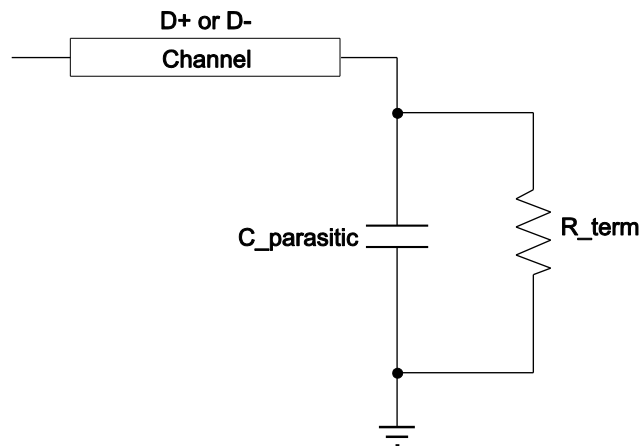 D+ or D-
Channel
C_parasitic
R_term